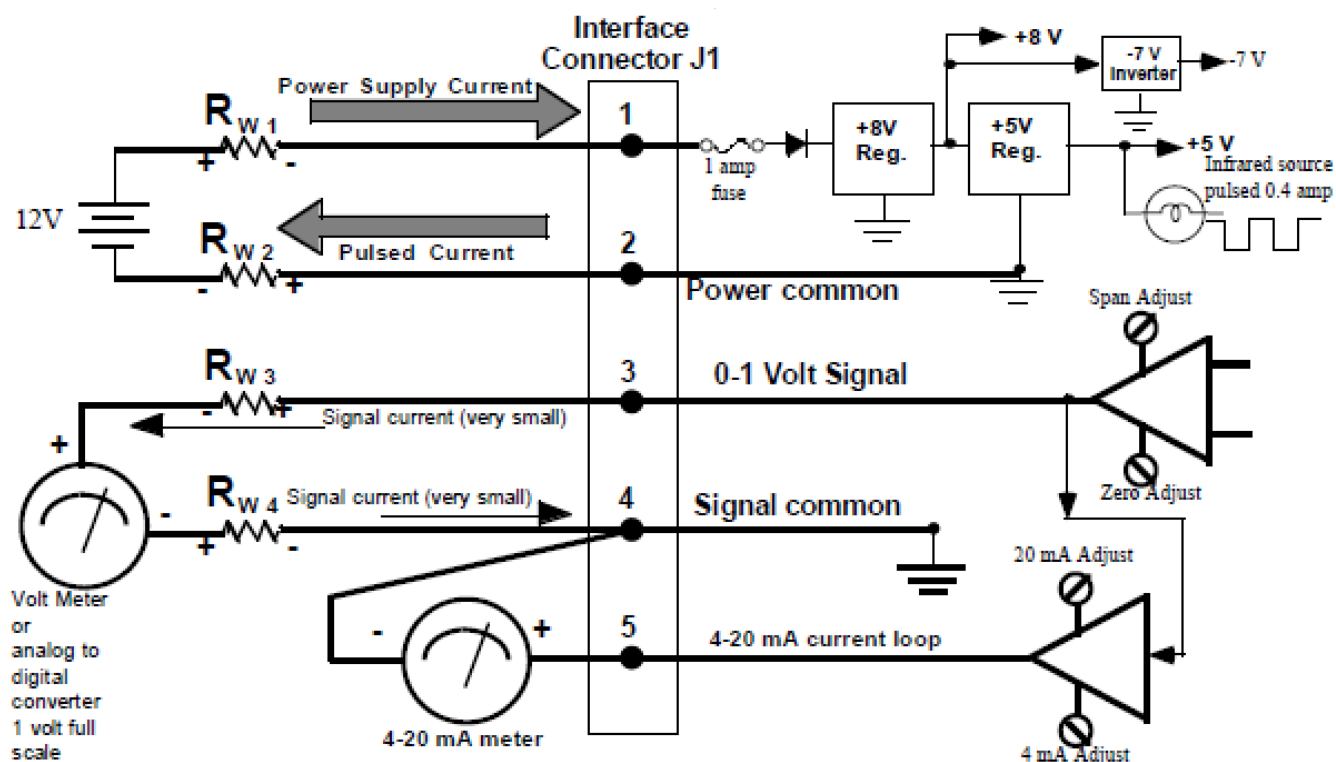 Interface
Connector J1
Power Supply Current
R W 1
+ -
1
1 amp
fuse
+8V
Reg.
+5V
Reg.
+8 V
-7 V
Inverter
-7 V
+5 V
Infrared source
pulsed 0.4 amp
12V
Pulsed Current
R W 2
- +
2
Power common
R W 3
- +
Signal current (very small)
3
0-1 Volt Signal
Span Adjust
Zero Adjust
+
-
R W 4
+ -
Signal current (very small)
4
Signal common
Volt Meter
or
analog to
digital
converter
1 volt full
scale
- +
5
4-20 mA current loop
4-20 mA meter
20 mA Adjust
4 mA Adjust